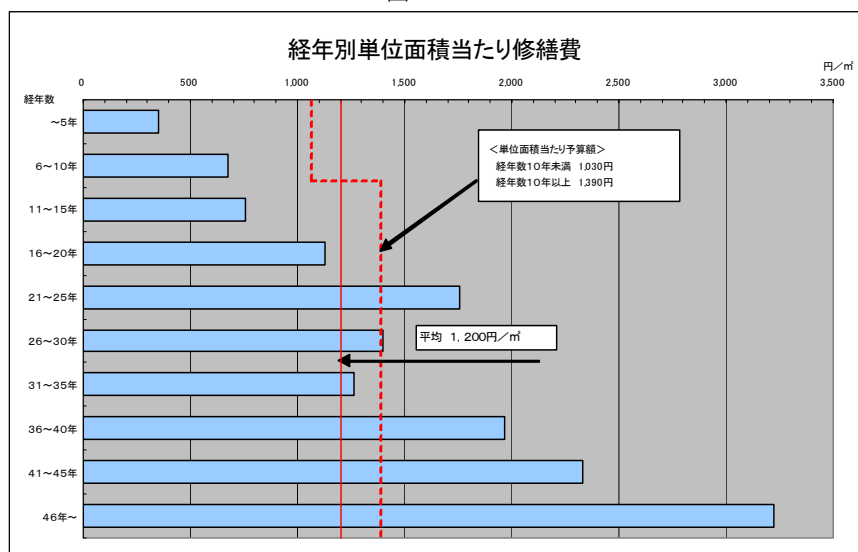 経年別単位面積当たり修繕費
円／㎡
0 500 1,000 1,500 2,000 2,500 3,000 3,500
経年数
～5年
6～10年
11～15年
16～20年
21～25年
26～30年
31～35年
36～40年
41～45年
46年～
＜単位面積当たり予算額＞
経年数10年未満 1,030円
経年数10年以上 1,390円
平均 1,200円／㎡